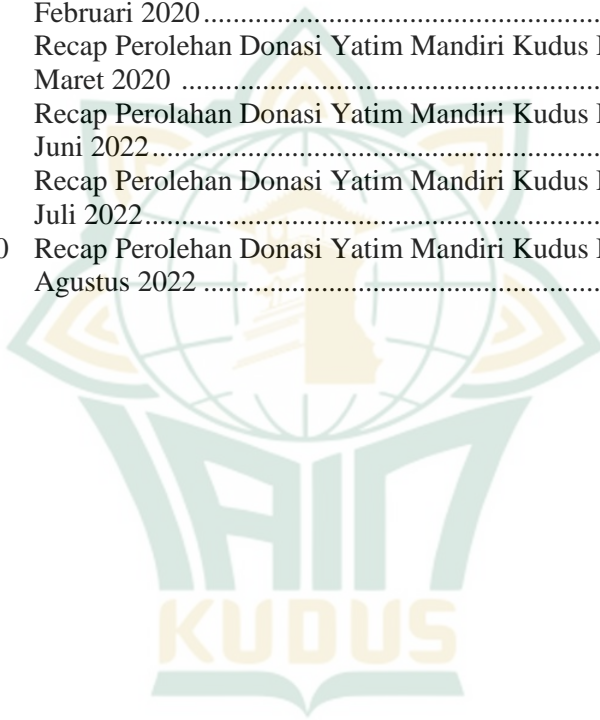 Februari 2020................................................................
Recap Perolehan Donasi Yatim Mandiri Kudus
Maret 2020 ................................................................
Recap Perolahan Donasi Yatim Mandiri Kudus
Juni 2022................................................................
Recap Perolehan Donasi Yatim Mandiri Kudus
Juli 2022................................................................
0 Recap Perolehan Donasi Yatim Mandiri Kudus
Agustus 2022 ................................................................
IAIN
KUDUS